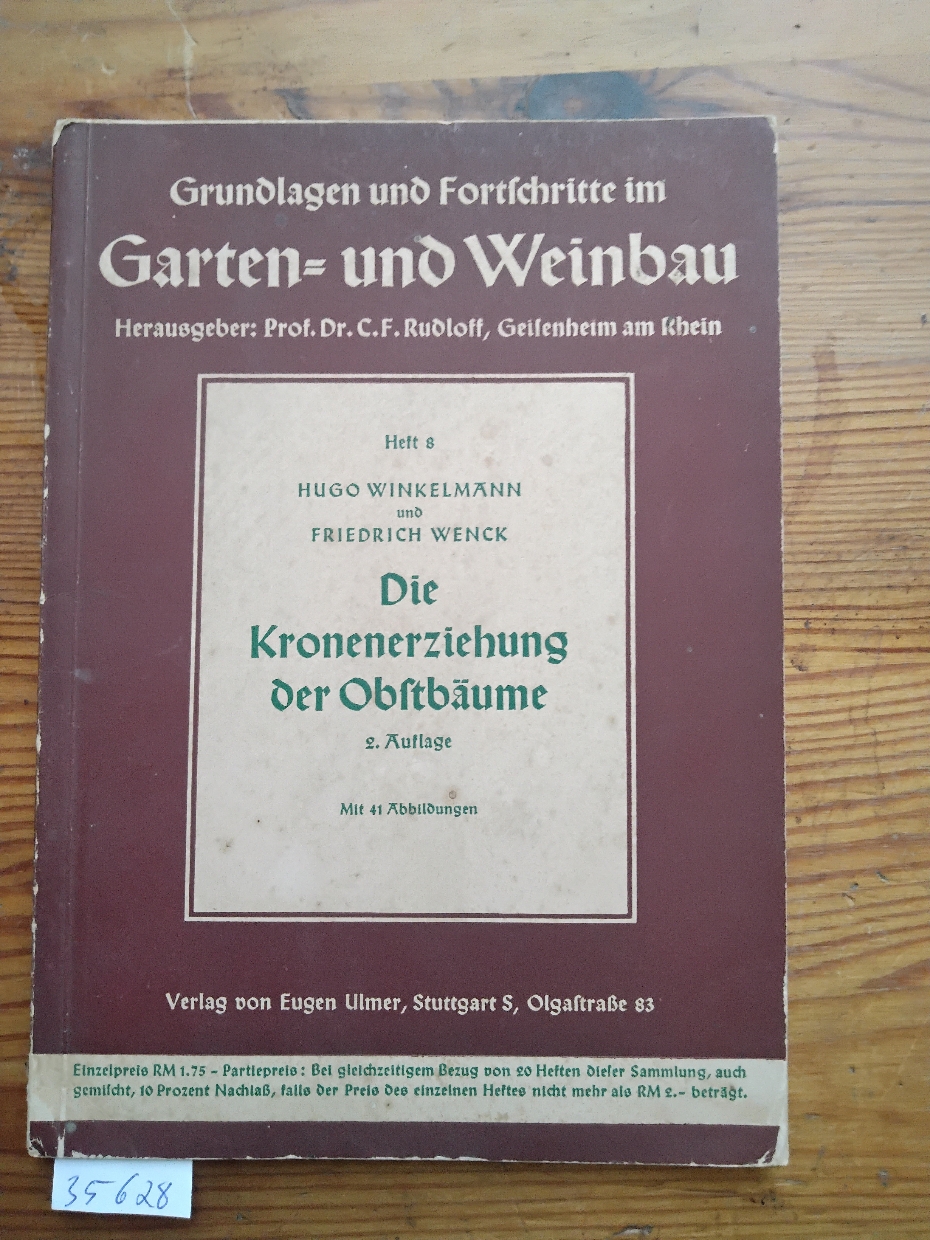 Grundlagen und Fortſchritte im
Garten- und Weinbau
Herausgeber: Prof. Dr. C. F. Rudloff, Geiſenheim am Rhein
Heft 8
HUGO WINKELMANN
und
FRIEDRICH WENCK
Die
Kronenerziehung
der Obſtbäume
2. Auflage
Mit 41 Abbildungen
Verlag von Eugen Ulmer, Stuttgart S, Olgaſtraße 83
Einzelpreis RM 1.75 – Partiepreis: Bei gleichzeitigem Bezug von 20 Heften dieſer Sammlung, auch
gemiſcht, 10 Prozent Nachlaß, falls der Preis des einzelnen Heftes nicht mehr als RM 2.– beträgt.
35628